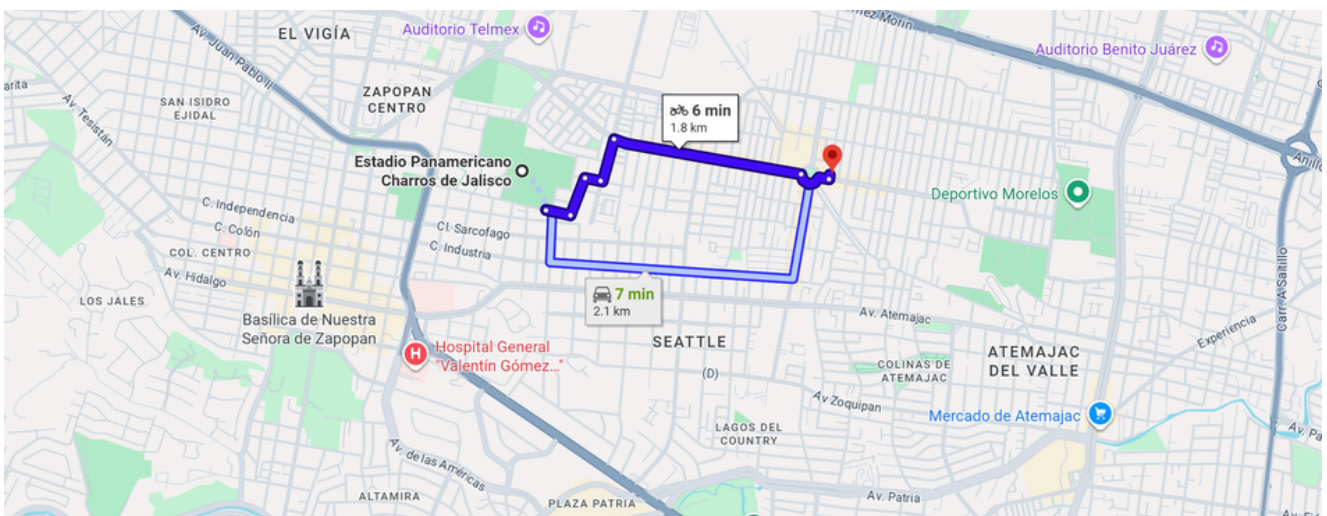 Auditorio Telmex
EL VIGÍA
Av. Juan Pablo II
Auditorio Benito Juárez
ZAPOPAN
CENTRO
SAN ISIDRO
EJIDAL
Av. Tesistán
6 min
1.8 km
Anillo
Estadio Panamericano
Charros de Jalisco
Deportivo Morelos
C. Independencia
C. Colón
Cl. Sarcofago
C. Industria
COL. CENTRO
Av. Hidalgo
LOS JALES
7 min
2.1 km
Basílica de Nuestra
Señora de Zapopan
Av. Atemajac
Carr. A Saltillo
Experiencia
SEATTLE
Hospital General
"Valentín Gómez..."
(D)
COLINAS DE
ATEMAJAC
ATEMAJAC
DEL VALLE
Av Zoquipan
Mercado de Atemajac
LAGOS DEL
COUNTRY
Av. de las Américas
ALTAMIRA
PLAZA PATRIA
Av. Patria